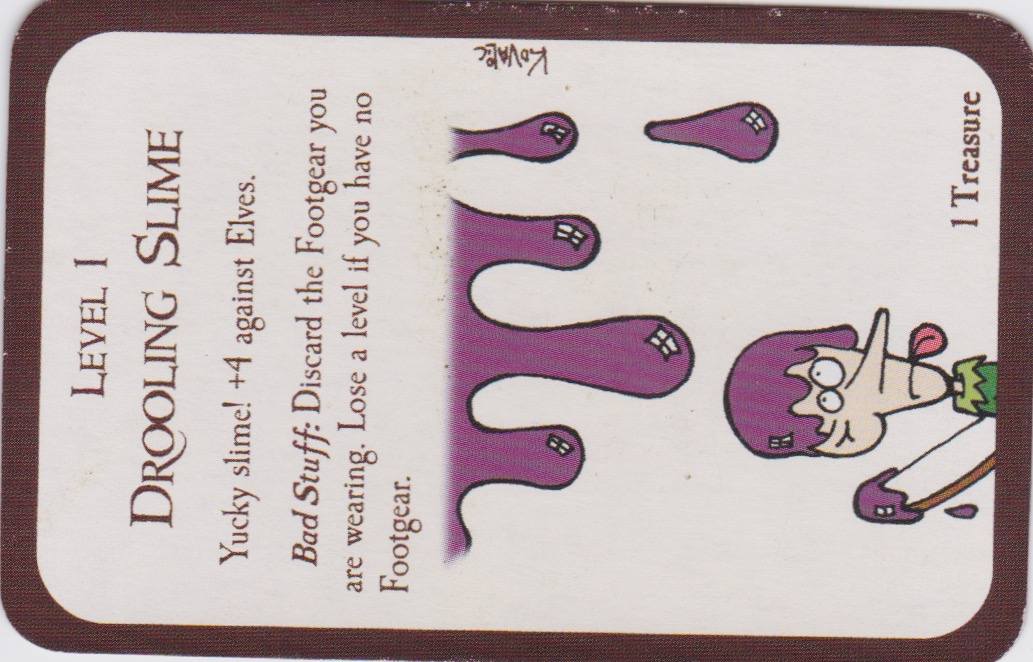 LEVEL 1
DROOLING SLIME
Yucky slime! +4 against Elves.
Bad Stuff: Discard the Footgear you
are wearing. Lose a level if you have no
Footgear.
KOVALIC
1 Treasure